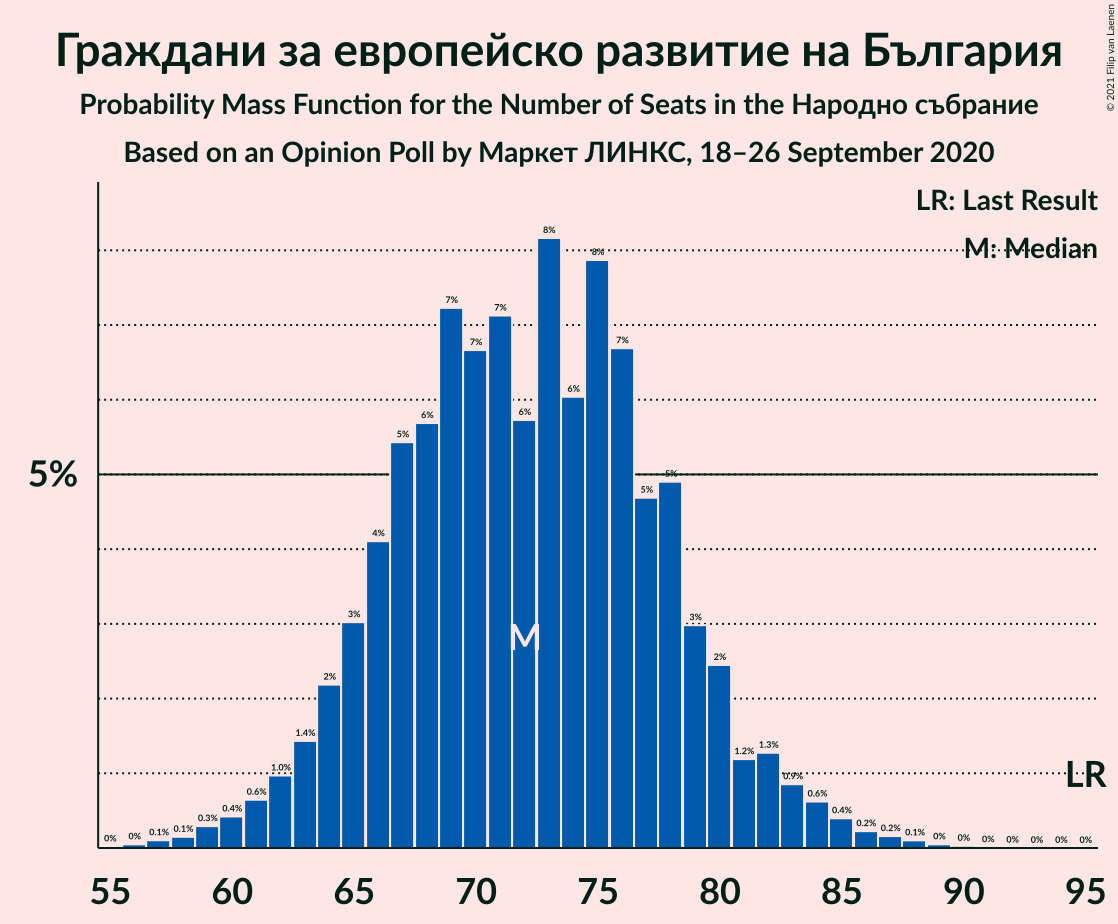 Граждани за европейско развитие на България
Probability Mass Function for the Number of Seats in the Народно събрание
Based on an Opinion Poll by Маркет ЛИНКС, 18–26 September 2020
© 2021 Filip van Laenen
LR: Last Result
M: Median
5%
0% 0% 0.1% 0.1% 0.3% 0.4% 0.6% 1.0% 1.4% 2% 3% 4% 5% 6% 7% 7% 7% 6% 8% 6% 8% 7% 5% 5% 3% 2% 1.2% 1.3% 0.9% 0.6% 0.4% 0.2% 0.2% 0.1% 0% 0% 0% 0% 0% 0% 0%
M
LR
55 60 65 70 75 80 85 90 95